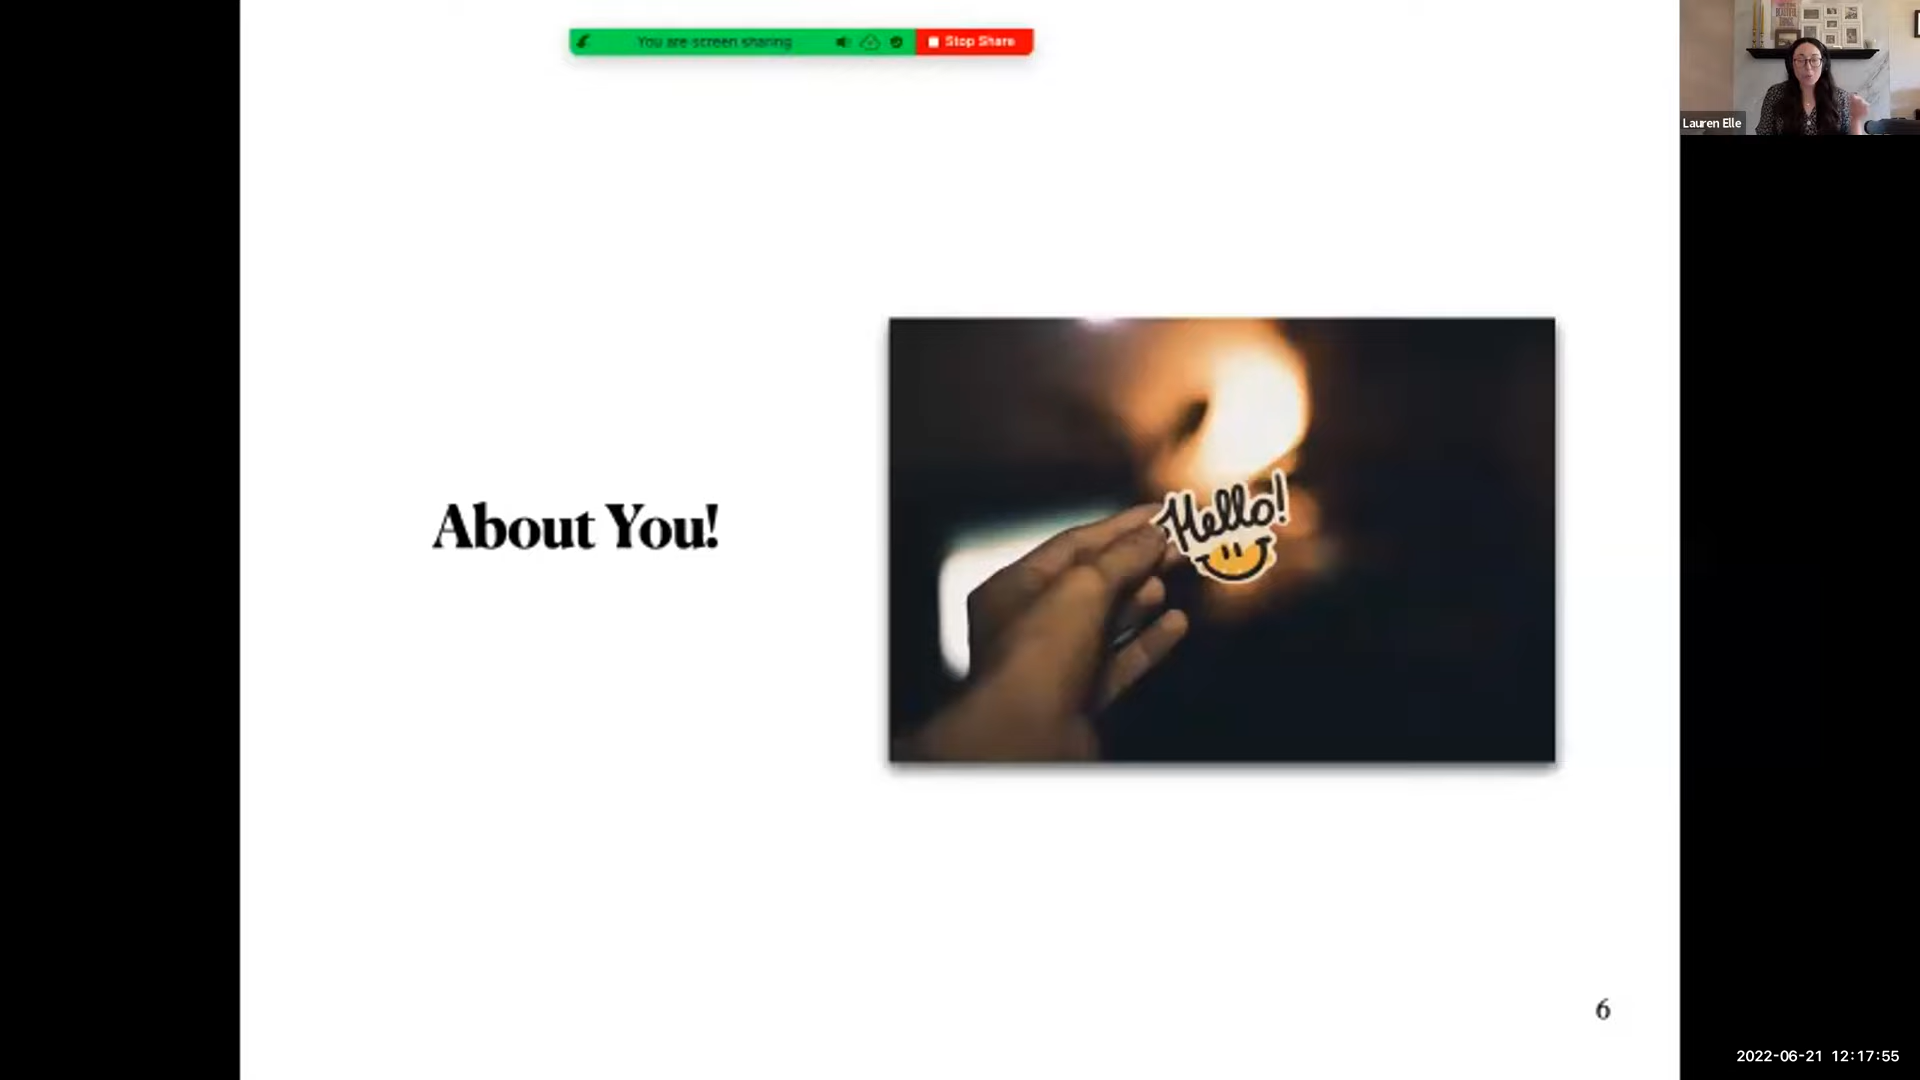 You are screen sharing
Stop Share
Lauren Elle
About You!
Hello!
6
2022-06-21 12:17:55